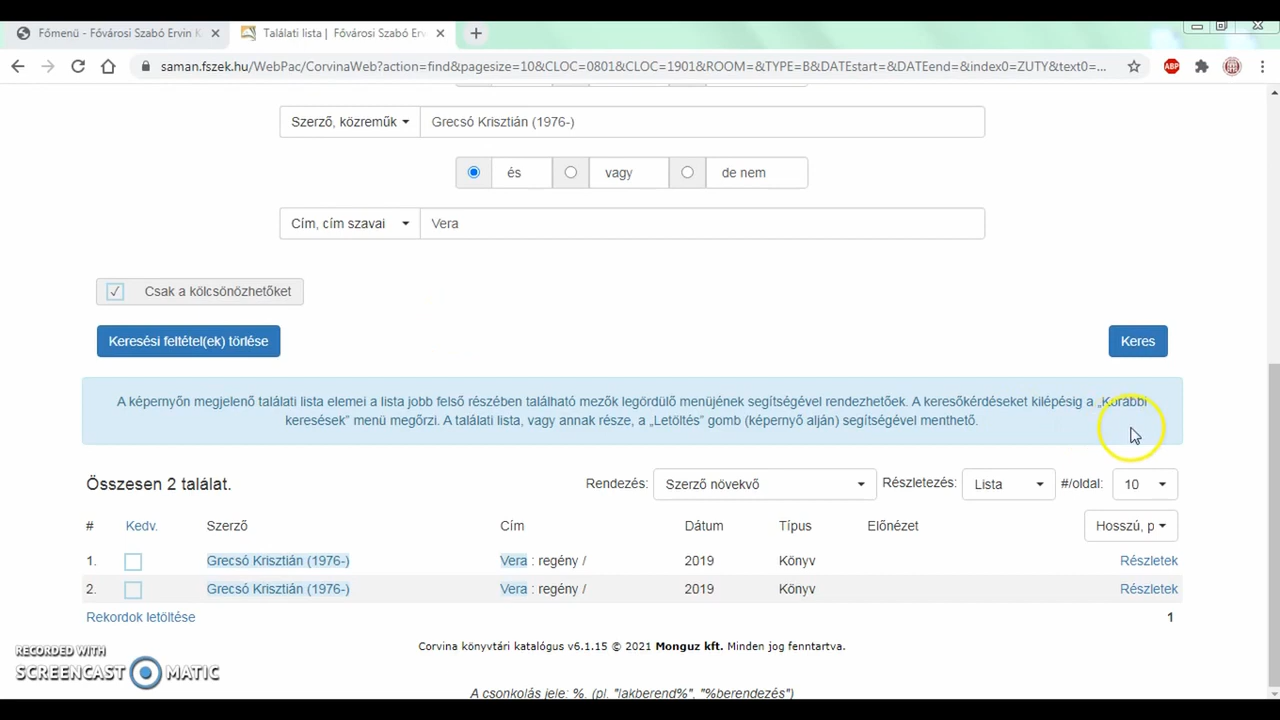 Főmenü - Fővárosi Szabó Ervin K
Találati lista | Fővárosi Szabó Er
saman.fszek.hu/WebPac/CorvinaWeb?action=find&pagesize=10&CLOC=0801&CLOC=1901&ROOM=&TYPE=B&DATEstart=&DATEend=&index0=ZUTY&text0=...
ABP
Szerző, közreműk Grecsó Krisztián (1976-)
és vagy de nem
Cím, cím szavai Vera
Csak a kölcsönözhetőket
Keresési feltétel(ek) törlése Keres
A képernyőn megjelenő találati lista elemei a lista jobb felső részében található mezők legördülő menüjének segítségével rendezhetőek. A keresőkérdéseket kilépésig a „Korábbi
keresések” menü megőrzi. A találati lista, vagy annak része, a „Letöltés” gomb (képernyő alján) segítségével menthető.
Összesen 2 találat. Rendezés: Szerző növekvő Részletezés: Lista #/oldal: 10
# Kedv. Szerző Cím Dátum Típus Előnézet Hosszú, p
1. Grecsó Krisztián (1976-) Vera : regény / 2019 Könyv Részletek
2. Grecsó Krisztián (1976-) Vera : regény / 2019 Könyv Részletek
Rekordok letöltése 1
Corvina könyvtári katalógus v6.1.15 © 2021 Monguz kft. Minden jog fenntartva.
RECORDED WITH
SCREENCAST MATIC
A csonkolás jele: %. (pl. "lakberend%", "%berendezés")